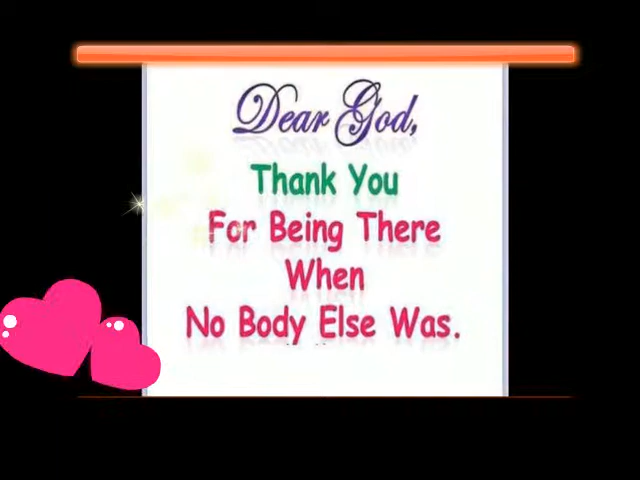 Dear God,
Thank You
For Being There
When
No Body Else Was.